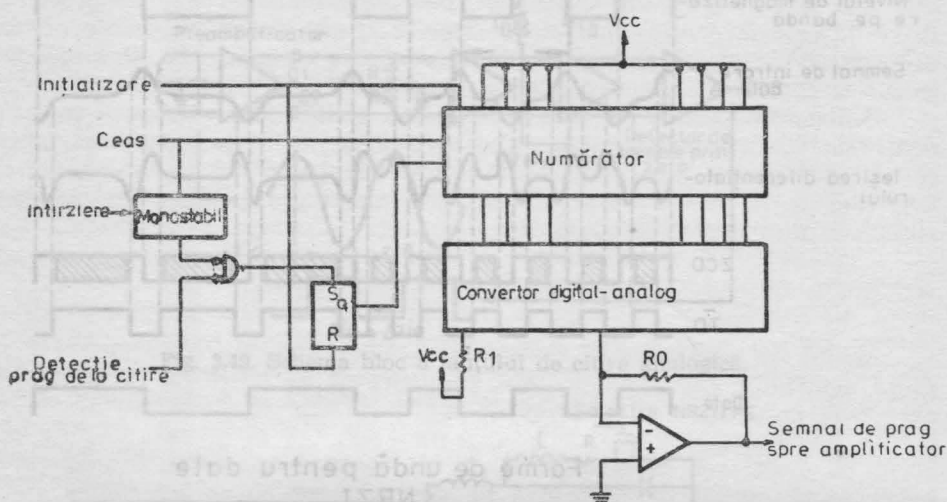 Vcc
Initializare
Ceas
Numărător
Intirziere
Monostabil
S
Q
R
Convertor digital-analog
Detecție
prag de la citire
Vcc
R1
R0
-
+
Semnal de prag
spre amplificator